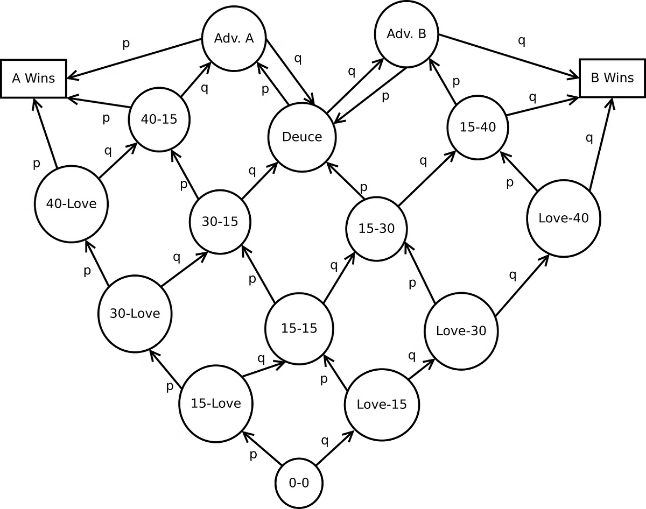 Adv. A
Adv. B
p
q
q
p
q
p
A Wins
B Wins
p
q
40-15
15-40
p
q
p
q
Deuce
p
q
p
q
q
p
p
40-Love
30-15
15-30
Love-40
p
q
p
q
p
q
30-Love
15-15
Love-30
p
q
p
q
15-Love
Love-15
p
q
0-0